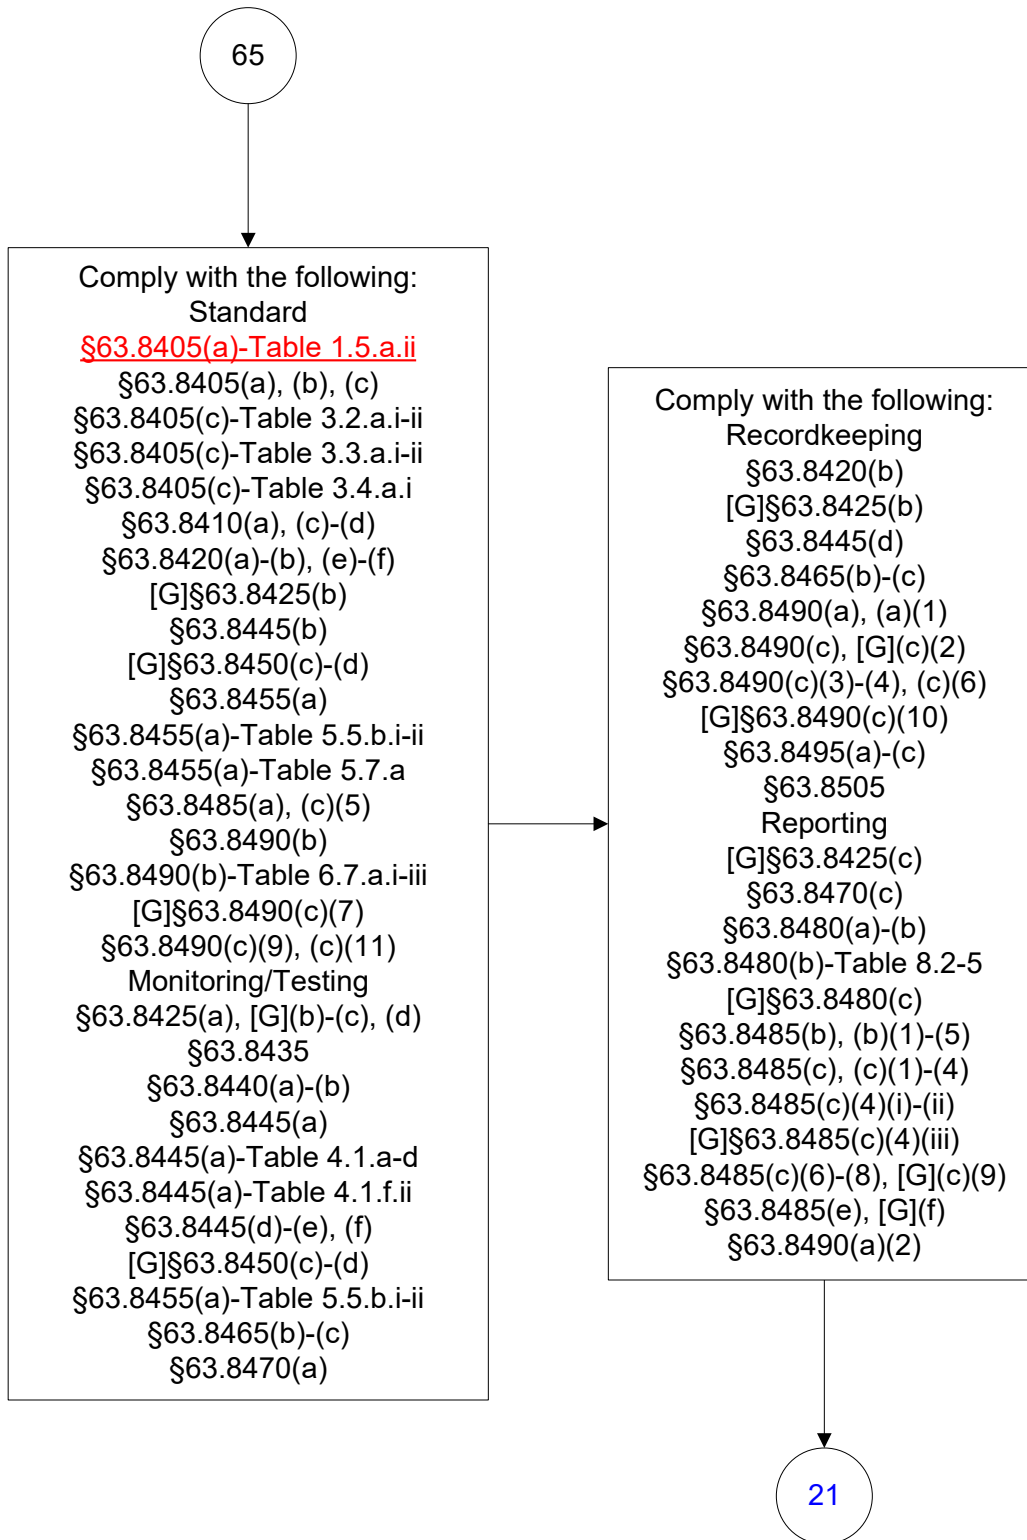 65
Comply with the following:
Standard
§63.8405(a)-Table 1.5.a.ii
§63.8405(a), (b), (c)
§63.8405(c)-Table 3.2.a.i-ii
§63.8405(c)-Table 3.3.a.i-ii
§63.8405(c)-Table 3.4.a.i
§63.8410(a), (c)-(d)
§63.8420(a)-(b), (e)-(f)
[G]§63.8425(b)
§63.8445(b)
[G]§63.8450(c)-(d)
§63.8455(a)
§63.8455(a)-Table 5.5.b.i-ii
§63.8455(a)-Table 5.7.a
§63.8485(a), (c)(5)
§63.8490(b)
§63.8490(b)-Table 6.7.a.i-iii
[G]§63.8490(c)(7)
§63.8490(c)(9), (c)(11)
Monitoring/Testing
§63.8425(a), [G](b)-(c), (d)
§63.8435
§63.8440(a)-(b)
§63.8445(a)
§63.8445(a)-Table 4.1.a-d
§63.8445(a)-Table 4.1.f.ii
§63.8445(d)-(e), (f)
[G]§63.8450(c)-(d)
§63.8455(a)-Table 5.5.b.i-ii
§63.8465(b)-(c)
§63.8470(a)
Comply with the following:
Recordkeeping
§63.8420(b)
[G]§63.8425(b)
§63.8445(d)
§63.8465(b)-(c)
§63.8490(a), (a)(1)
§63.8490(c), [G](c)(2)
§63.8490(c)(3)-(4), (c)(6)
[G]§63.8490(c)(10)
§63.8495(a)-(c)
§63.8505
Reporting
[G]§63.8425(c)
§63.8470(c)
§63.8480(a)-(b)
§63.8480(b)-Table 8.2-5
[G]§63.8480(c)
§63.8485(b), (b)(1)-(5)
§63.8485(c), (c)(1)-(4)
§63.8485(c)(4)(i)-(ii)
[G]§63.8485(c)(4)(iii)
§63.8485(c)(6)-(8), [G](c)(9)
§63.8485(e), [G](f)
§63.8490(a)(2)
21